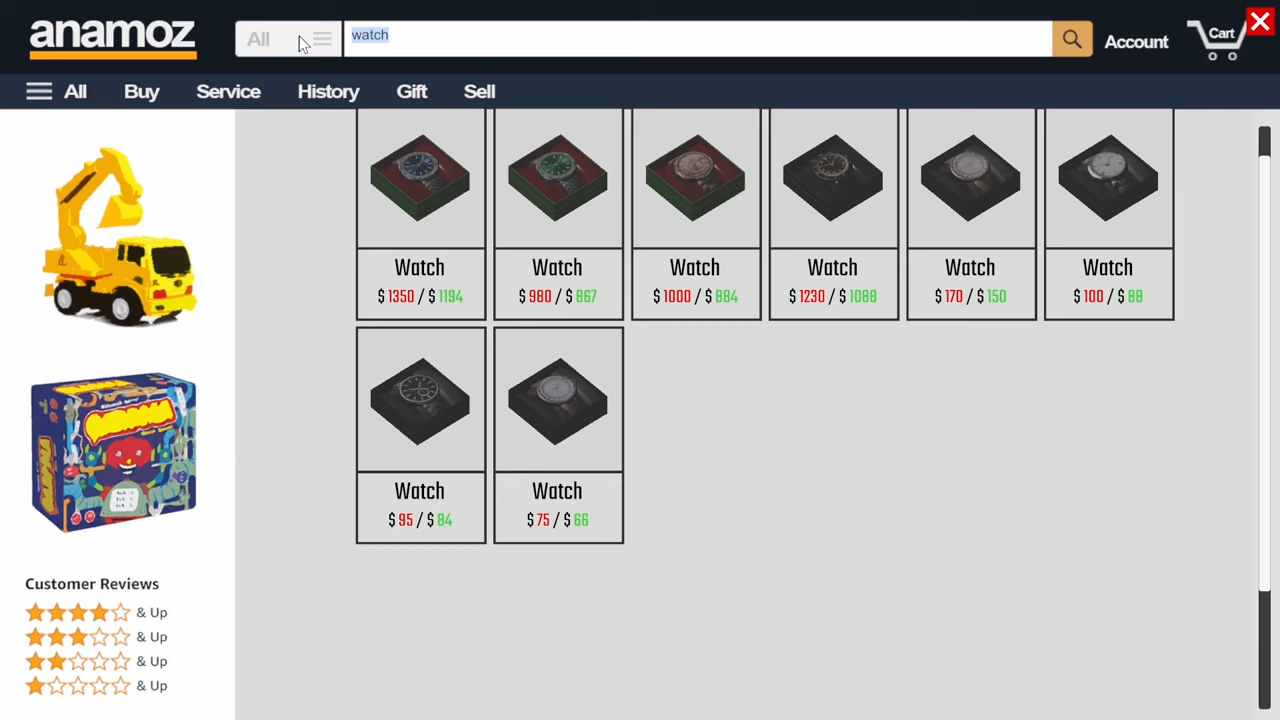 anamoz
All
watch
Account
Cart
All Buy Service History Gift Sell
Watch Watch Watch Watch Watch Watch
$ 1350 / $ 1194 $ 980 / $ 867 $ 1000 / $ 884 $ 1230 / $ 1088 $ 170 / $ 150 $ 100 / $ 88
Watch Watch
$ 95 / $ 84 $ 75 / $ 66
Customer Reviews
& Up
& Up
& Up
& Up